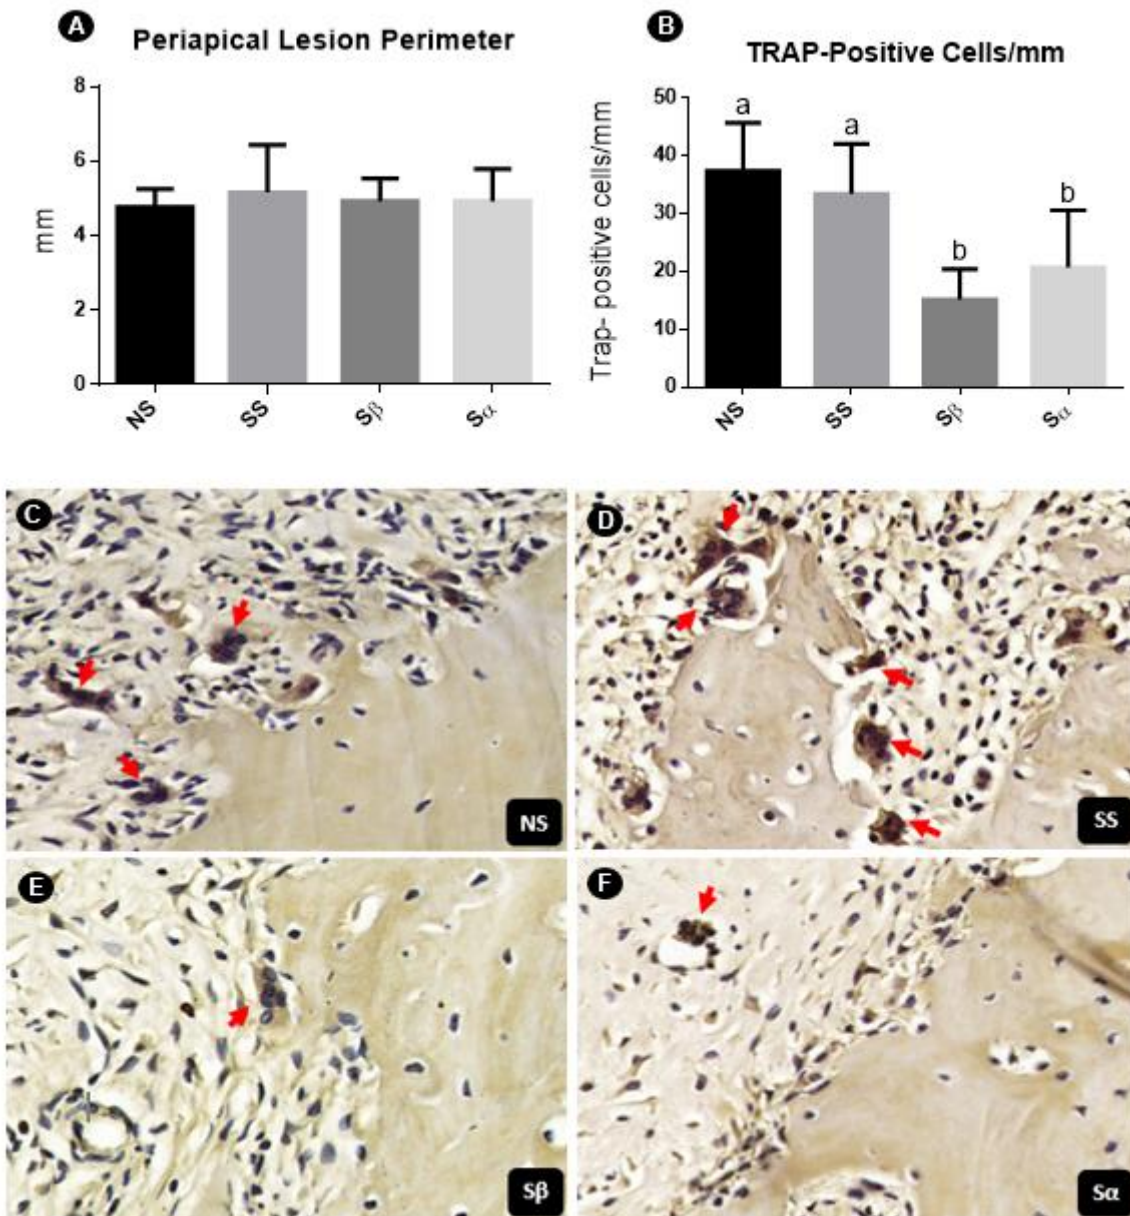 A
Periapical Lesion Perimeter
mm
8
6
4
2
0
NS
SS
Sβ
Sα
B
TRAP-Positive Cells/mm
Trap- positive cells/mm
50
40
30
20
10
0
a
a
b
b
NS
SS
Sβ
Sα
C
NS
D
SS
E
Sβ
F
Sα